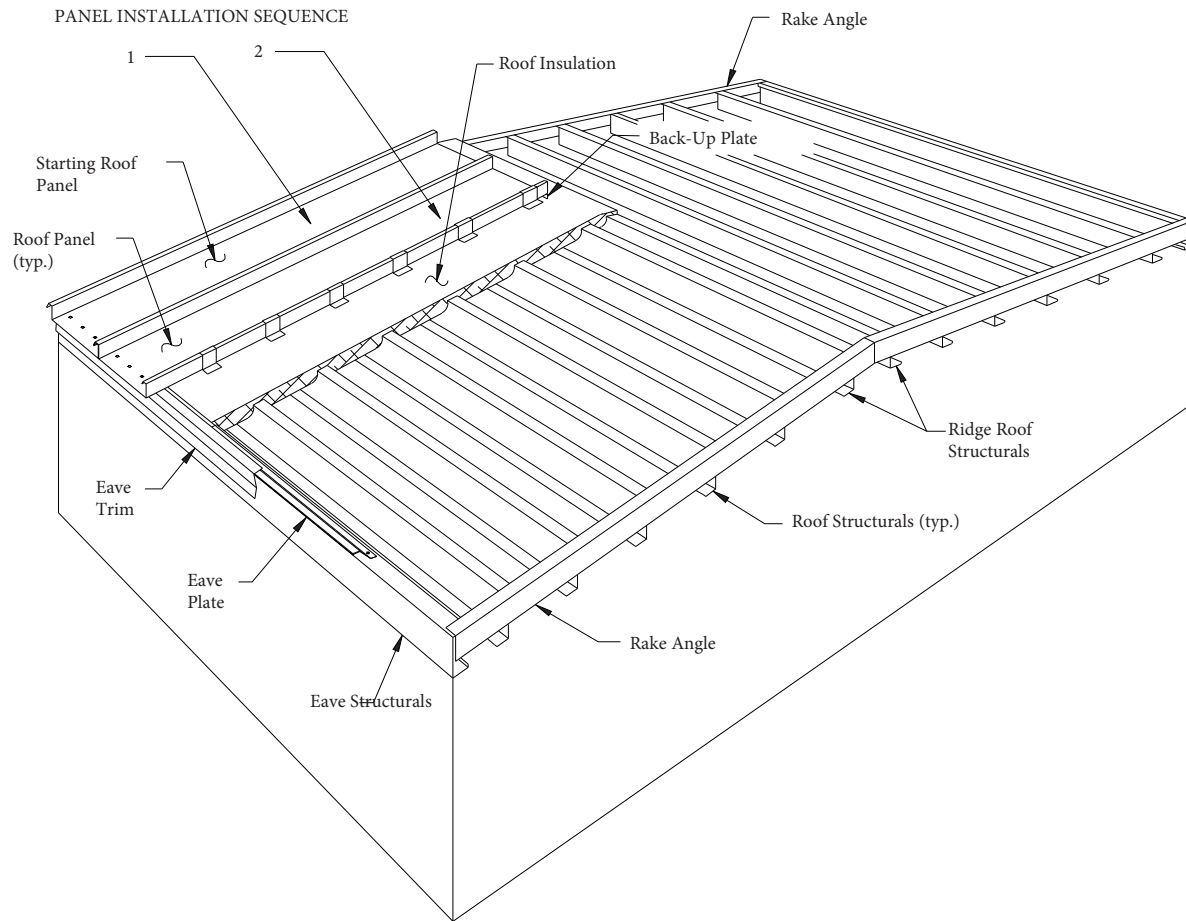 PANEL INSTALLATION SEQUENCE
1
2
Rake Angle
Roof Insulation
Back-Up Plate
Starting Roof
Panel
Roof Panel
(typ.)
Ridge Roof
Structurals
Eave
Trim
Roof Structurals (typ.)
Eave
Plate
Rake Angle
Eave Structurals